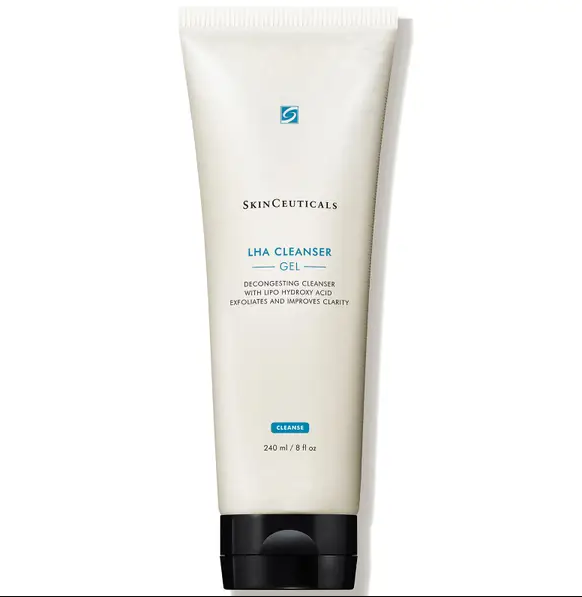 SKINCEUTICALS
LHA CLEANSER
GEL
DECONGESTING CLEANSER
WITH LIPO HYDROXY ACID
EXFOLIATES AND IMPROVES CLARITY
CLEANSE
240 ml / 8 fl oz